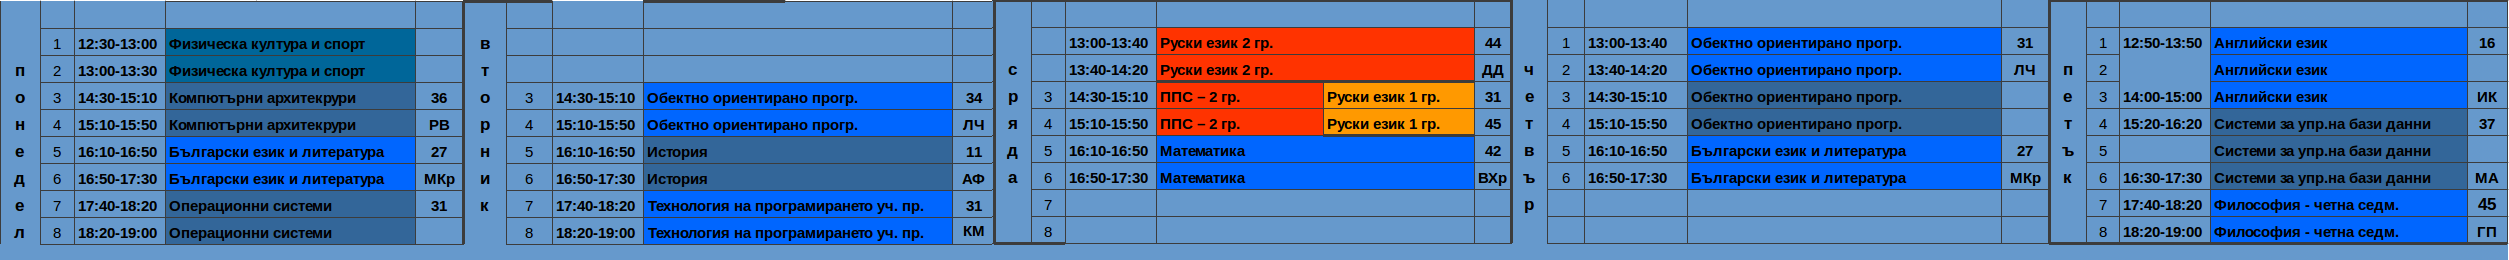 понедел
1 12:30-13:00 Физическа култура и спорт
2 13:00-13:30 Физическа култура и спорт
3 14:30-15:10 Компютърни архитекрури 36
4 15:10-15:50 Компютърни архитекрури РВ
5 16:10-16:50 Български език и литература 27
6 16:50-17:30 Български език и литература МКр
7 17:40-18:20 Операционни системи 31
8 18:20-19:00 Операционни системи
вторник
3 14:30-15:10 Обектно ориентирано прогр. 34
4 15:10-15:50 Обектно ориентирано прогр. ЛЧ
5 16:10-16:50 История 11
6 16:50-17:30 История АФ
7 17:40-18:20 Технология на програмирането уч. пр. 31
8 18:20-19:00 Технология на програмирането уч. пр. КМ
сряда
13:00-13:40 Руски език 2 гр. 44
13:40-14:20 Руски език 2 гр. ДД
3 14:30-15:10 ППС – 2 гр. Руски език 1 гр. 31
4 15:10-15:50 ППС – 2 гр. Руски език 1 гр. 45
5 16:10-16:50 Математика 42
6 16:50-17:30 Математика ВХр
7
8
четвър
1 13:00-13:40 Обектно ориентирано прогр. 31
2 13:40-14:20 Обектно ориентирано прогр. ЛЧ
3 14:30-15:10 Обектно ориентирано прогр.
4 15:10-15:50 Обектно ориентирано прогр.
5 16:10-16:50 Български език и литература 27
6 16:50-17:30 Български език и литература МКр
петък
1 12:50-13:50 Английски език 16
2 Английски език
3 14:00-15:00 Английски език ИК
4 15:20-16:20 Системи за упр.на бази данни 37
5 Системи за упр.на бази данни
6 16:30-17:30 Системи за упр.на бази данни МА
7 17:40-18:20 Философия - четна седм. 45
8 18:20-19:00 Философия - четна седм. ГП